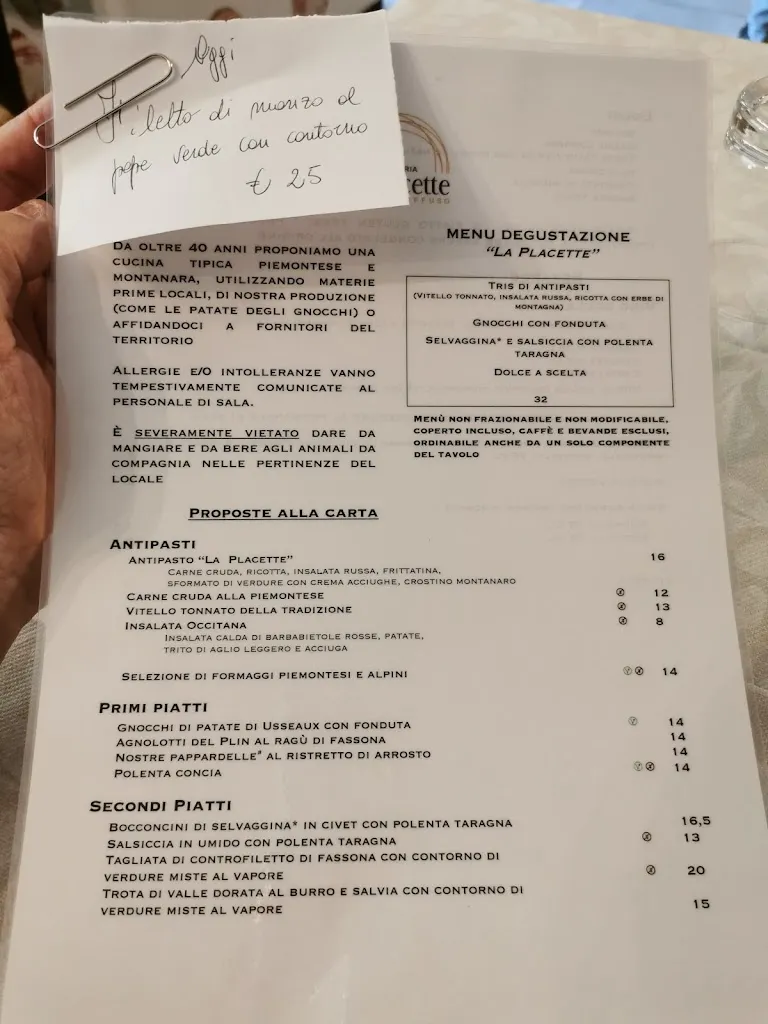 Oggi
Filetto di manzo al
pepe verde con contorno
€ 25
MENU DEGUSTAZIONE
"LA PLACETTE"
TRIS DI ANTIPASTI
(VITELLO TONNATO, INSALATA RUSSA, RICOTTA CON ERBE DI
MONTAGNA)
GNOCCHI CON FONDUTA
SELVAGGINA* E SALSICCIA CON POLENTA
TARAGNA
DOLCE A SCELTA
32
MENÙ NON FRAZIONABILE E NON MODIFICABILE,
COPERTO INCLUSO, CAFFÈ E BEVANDE ESCLUSI,
ORDINABILE ANCHE DA UN SOLO COMPONENTE
DEL TAVOLO
DA OLTRE 40 ANNI PROPONIAMO UNA
CUCINA TIPICA PIEMONTESE E
MONTANARA, UTILIZZANDO MATERIE
PRIME LOCALI, DI NOSTRA PRODUZIONE
(COME LE PATATE DEGLI GNOCCHI) O
AFFIDANDOCI A FORNITORI DEL
TERRITORIO
ALLERGIE E/O INTOLLERANZE VANNO
TEMPESTIVAMENTE COMUNICATE AL
PERSONALE DI SALA.
È SEVERAMENTE VIETATO DARE DA
MANGIARE E DA BERE AGLI ANIMALI DA
COMPAGNIA NELLE PERTINENZE DEL
LOCALE
PROPOSTE ALLA CARTA
ANTIPASTI
ANTIPASTO "LA PLACETTE" 16
CARNE CRUDA, RICOTTA, INSALATA RUSSA, FRITTATINA,
SFORMATO DI VERDURE CON CREMA ACCIUGHE, CROSTINO MONTANARO
CARNE CRUDA ALLA PIEMONTESE 12
VITELLO TONNATO DELLA TRADIZIONE 13
INSALATA OCCITANA 8
INSALATA CALDA DI BARBABIETOLE ROSSE, PATATE,
TRITO DI AGLIO LEGGERO E ACCIUGA
SELEZIONE DI FORMAGGI PIEMONTESI E ALPINI 14
PRIMI PIATTI
GNOCCHI DI PATATE DI USSEAUX CON FONDUTA 14
AGNOLOTTI DEL PLIN AL RAGÙ DI FASSONA 14
NOSTRE PAPPARDELLE# AL RISTRETTO DI ARROSTO 14
POLENTA CONCIA 14
SECONDI PIATTI
BOCCONCINI DI SELVAGGINA* IN CIVET CON POLENTA TARAGNA 16,5
SALSICCIA IN UMIDO CON POLENTA TARAGNA 13
TAGLIATA DI CONTROFILETTO DI FASSONA CON CONTORNO DI
VERDURE MISTE AL VAPORE 20
TROTA DI VALLE DORATA AL BURRO E SALVIA CON CONTORNO DI
VERDURE MISTE AL VAPORE 15